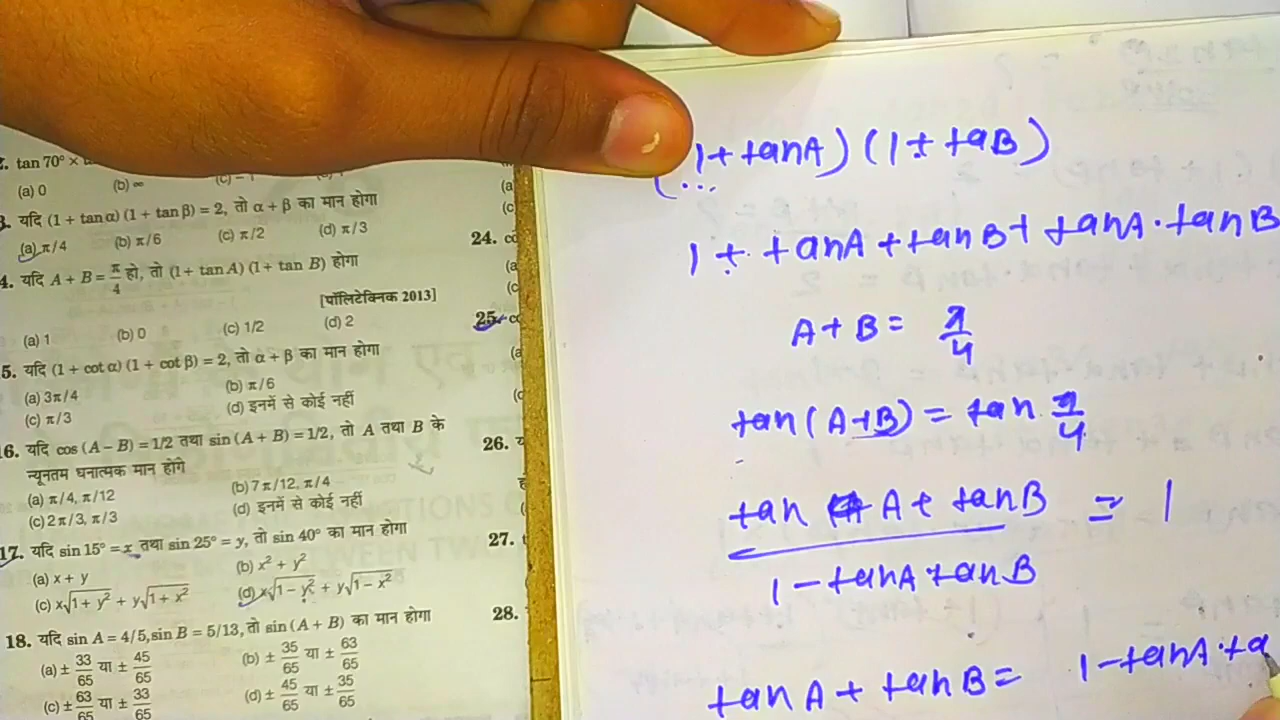 tan 70° ×
(a) 0 (b) ∞ (c) − 1
यदि (1 + tan α) (1 + tan β) = 2, तो α + β का मान होगा
(a) π/4 (b) π/6 (c) π/2 (d) π/3
4. यदि A + B = π/4 हो, तो (1 + tan A) (1 + tan B) होगा
[पॉलिटेक्निक 2013]
(a) 1 (b) 0 (c) 1/2 (d) 2
5. यदि (1 + cot α) (1 + cot β) = 2, तो α + β का मान होगा
(a) 3π/4 (b) π/6
(c) π/3 (d) इनमें से कोई नहीं
16. यदि cos (A − B) = 1/2 तथा sin (A + B) = 1/2, तो A तथा B के
न्यूनतम धनात्मक मान होंगे
(a) π/4, π/12 (b) 7π/12, π/4
(c) 2π/3, π/3 (d) इनमें से कोई नहीं
17. यदि sin 15° = x तथा sin 25° = y, तो sin 40° का मान होगा
(a) x + y (b) x² + y²
(c) x√1 + y² + y√1 + x² (d) x√1 − y² + y√1 − x²
18. यदि sin A = 4/5, sin B = 5/13, तो sin (A + B) का मान होगा
(a) ± 33/65 या ± 45/65 (b) ± 35/65 या ± 63/65
(c) ± 63/65 या ± 33/65 (d) ± 45/65 या ± 35/65
(a
(c
24.
(a
(c
25.
(a
(c
26.
27.
28.
(1 + tanA) (1 + taB)
1 + tanA + tanB + tanA . tanB
A + B = π/4
tan (A+B) = tan π/4
tan A + tanB / 1 − tanA . tanB = 1
tanA + tanB = 1 − tanA . ta